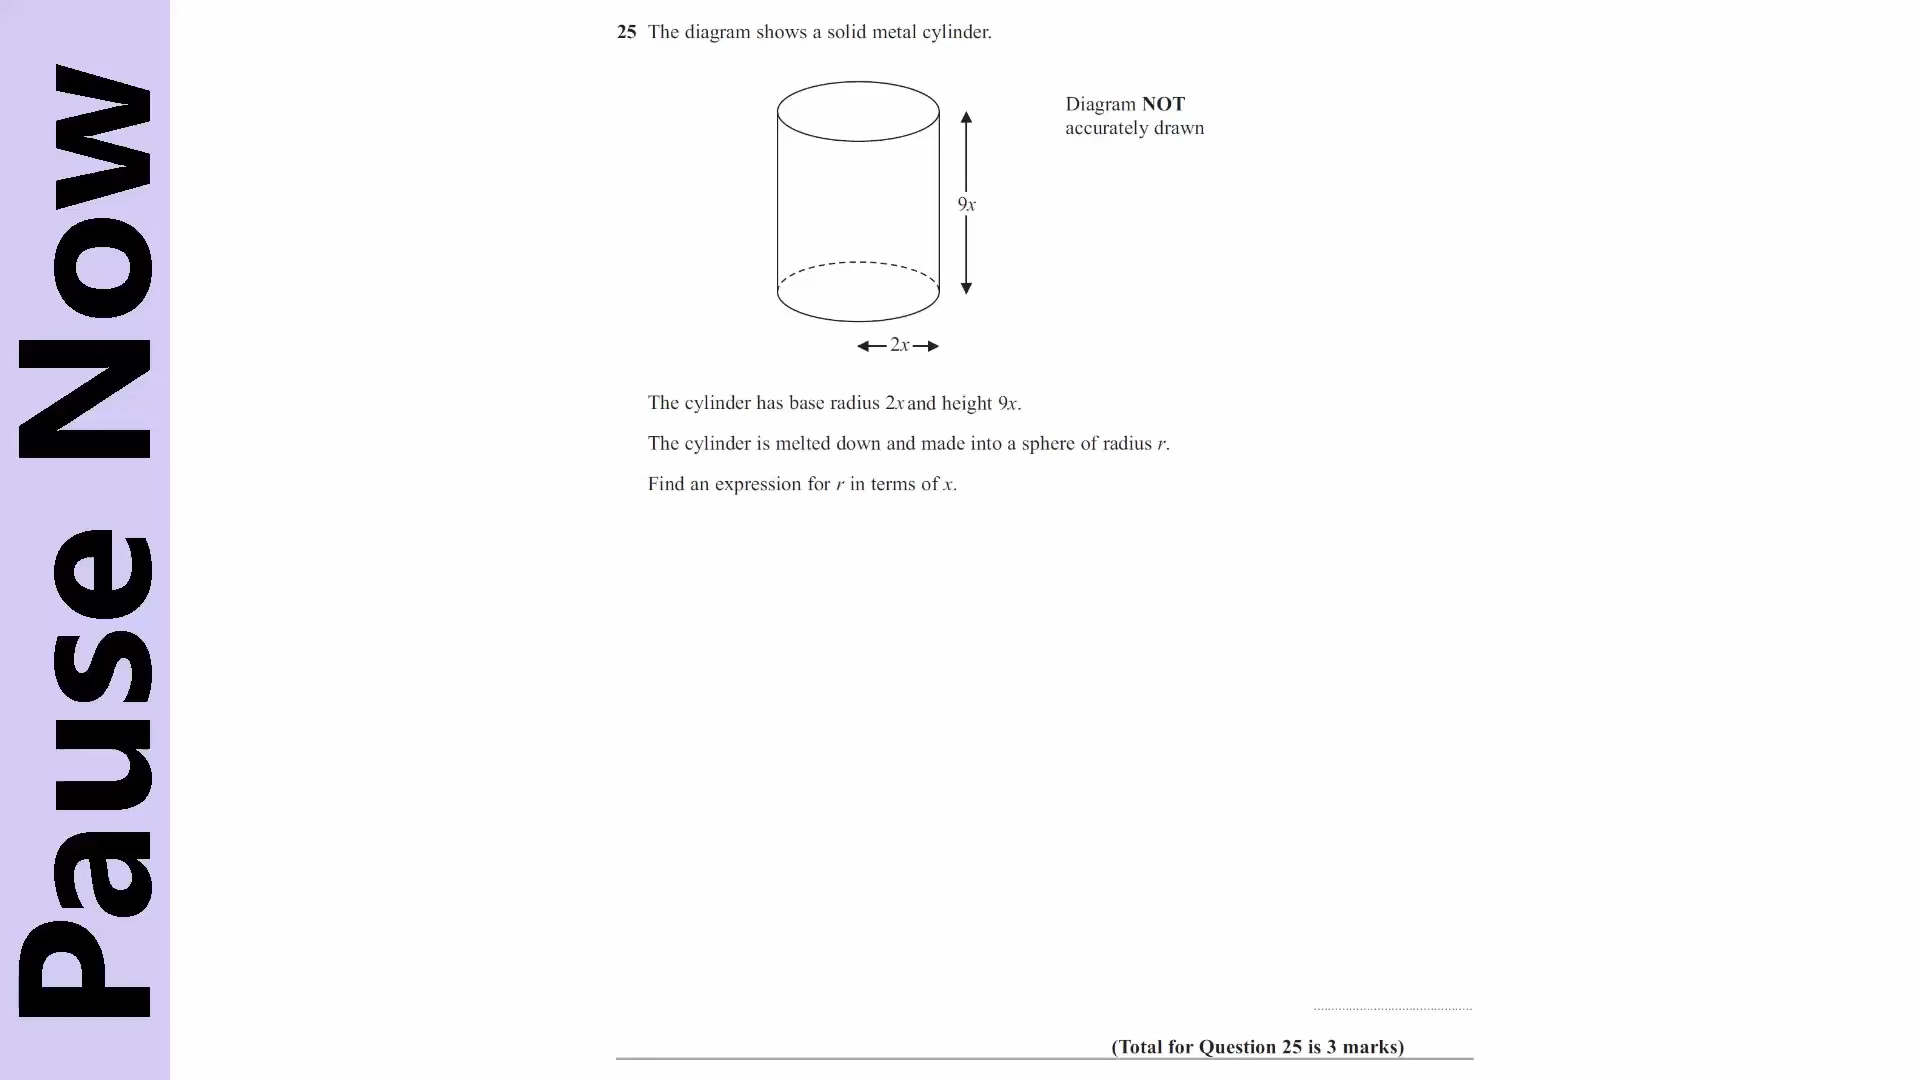 Pause Now
25 The diagram shows a solid metal cylinder.
Diagram NOT
accurately drawn
9x
2x
The cylinder has base radius 2x and height 9x.
The cylinder is melted down and made into a sphere of radius r.
Find an expression for r in terms of x.
(Total for Question 25 is 3 marks)